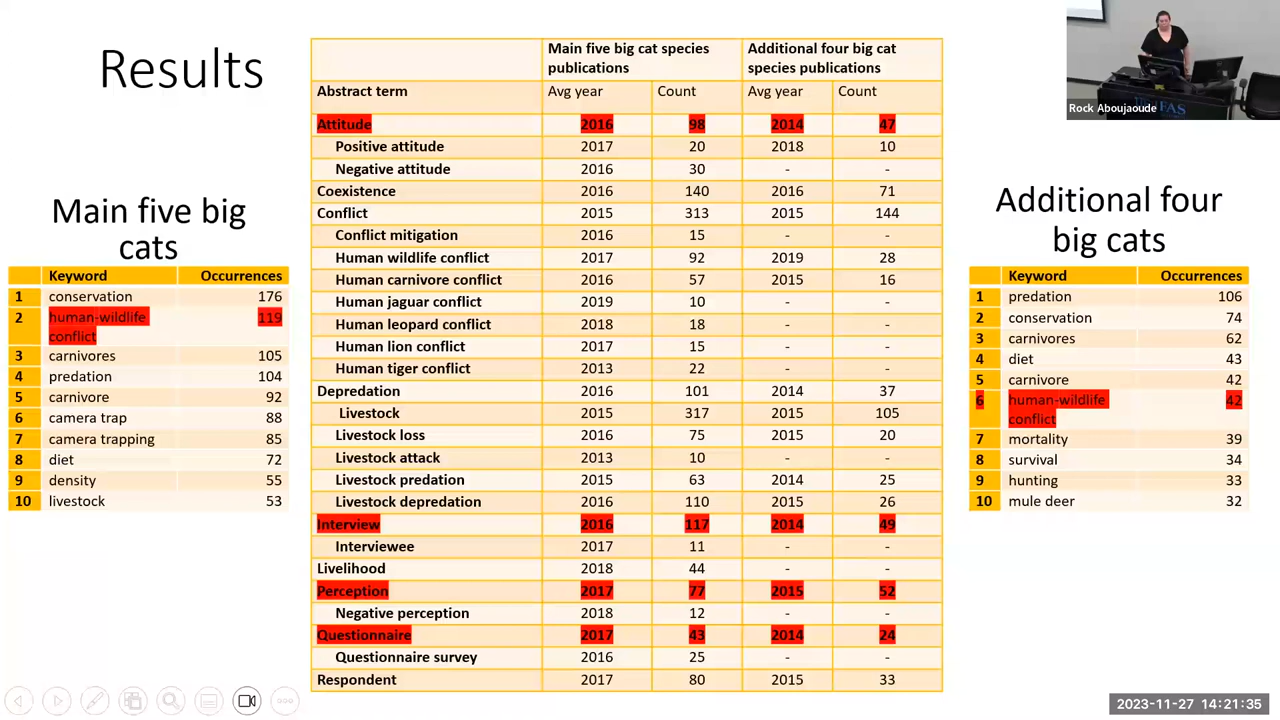 Results
Main five big cat species publications
Additional four big cat species publications
Abstract term Avg year Count Avg year Count
Attitude 2016 98 2014 47
Positive attitude 2017 20 2018 10
Negative attitude 2016 30 - -
Coexistence 2016 140 2016 71
Conflict 2015 313 2015 144
Conflict mitigation 2016 15 - -
Human wildlife conflict 2017 92 2019 28
Human carnivore conflict 2016 57 2015 16
Human jaguar conflict 2019 10 - -
Human leopard conflict 2018 18 - -
Human lion conflict 2017 15 - -
Human tiger conflict 2013 22 - -
Depredation 2016 101 2014 37
Livestock 2015 317 2015 105
Livestock loss 2016 75 2015 20
Livestock attack 2013 10 - -
Livestock predation 2015 63 2014 25
Livestock depredation 2016 110 2015 26
Interview 2016 117 2014 49
Interviewee 2017 11 - -
Livelihood 2018 44 - -
Perception 2017 77 2015 52
Negative perception 2018 12 - -
Questionnaire 2017 43 2014 24
Questionnaire survey 2016 25 - -
Respondent 2017 80 2015 33
Main five big
cats
Keyword Occurrences
1 conservation 176
2 human-wildlife conflict 119
3 carnivores 105
4 predation 104
5 carnivore 92
6 camera trap 88
7 camera trapping 85
8 diet 72
9 density 55
10 livestock 53
Additional four
big cats
Keyword Occurrences
1 predation 106
2 conservation 74
3 carnivores 62
4 diet 43
5 carnivore 42
6 human-wildlife conflict 42
7 mortality 39
8 survival 34
9 hunting 33
10 mule deer 32
Rock Aboujaoude
2023-11-27 14:21:35